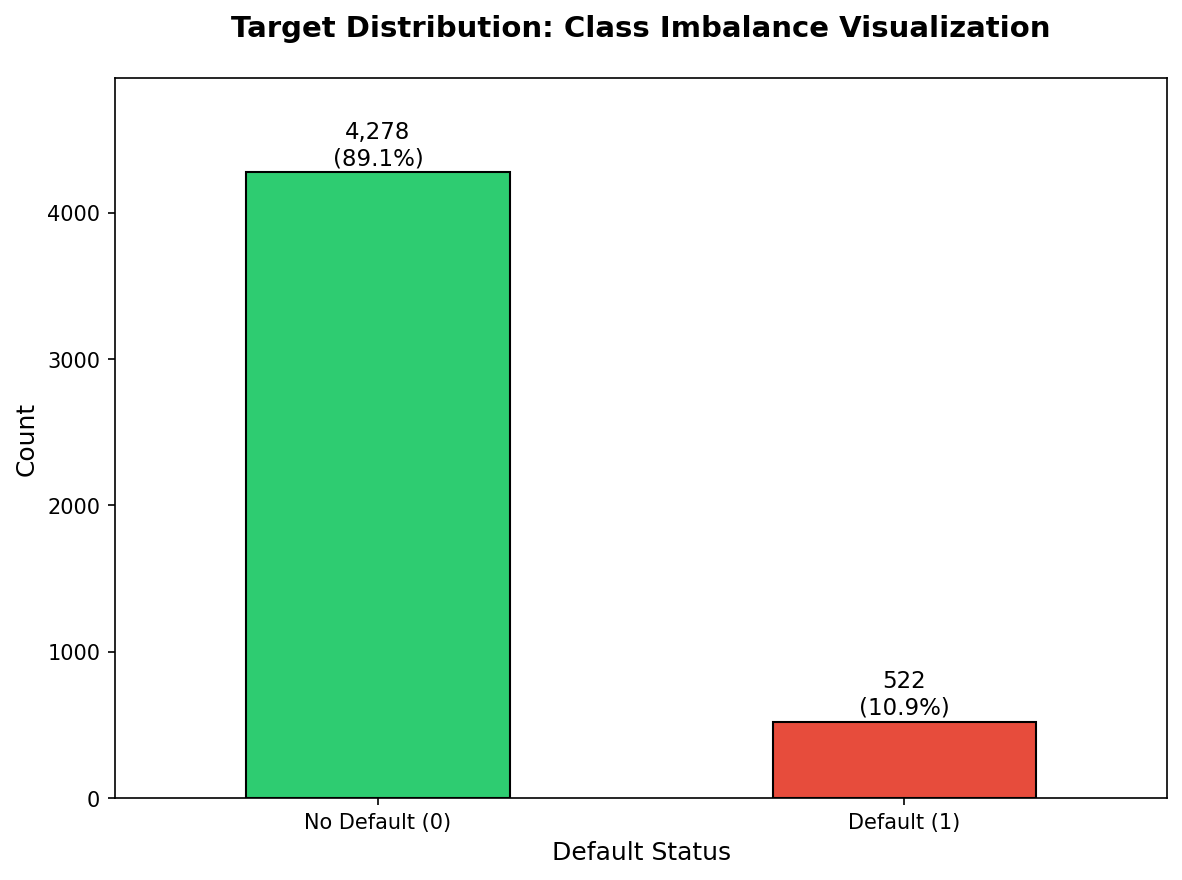 Target Distribution: Class Imbalance Visualization
4,278
(89.1%)
522
(10.9%)
4000
3000
2000
1000
0
Count
No Default (0)
Default (1)
Default Status